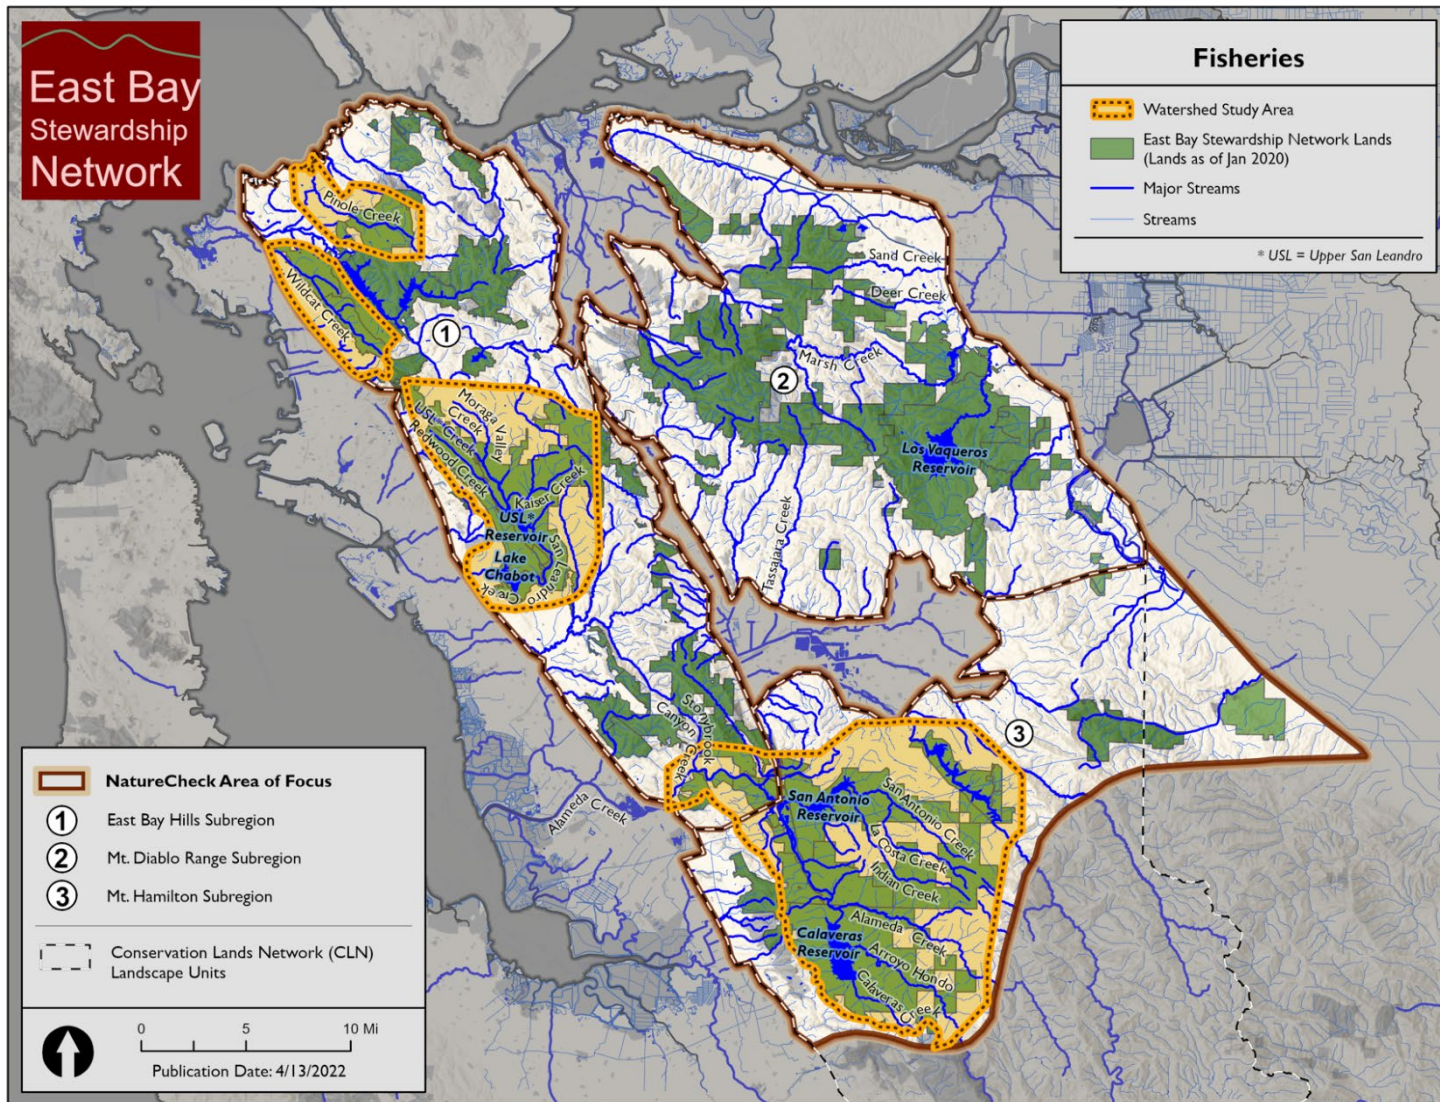 East Bay
Stewardship
Network
Fisheries
Watershed Study Area
East Bay Stewardship Network Lands
(Lands as of Jan 2020)
Major Streams
Streams
* USL = Upper San Leandro
Pinole Creek
Wildcat Creek
1
Sand Creek
Deer Creek
Marsh Creek
2
Los Vaqueros
Reservoir
Tassajara Creek
Moraga Valley
Creek
USL* Creek
Redwood Creek
Kaiser Creek
USL*
Reservoir
Lake
Chabot
San Leandro
Creek
Stonybrook
Canyon
Creek
Alameda
Creek
3
San Antonio
Reservoir
San Antonio Creek
La Costa Creek
Indian Creek
Alameda Creek
Calaveras
Reservoir
Arroyo Hondo
Calaveras Creek
NatureCheck Area of Focus
1 East Bay Hills Subregion
2 Mt. Diablo Range Subregion
3 Mt. Hamilton Subregion
Conservation Lands Network (CLN)
Landscape Units
0 5 10 Mi
Publication Date: 4/13/2022